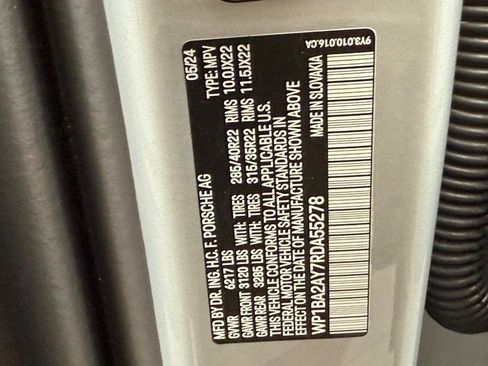 MFD BY DR. ING. H.C. F. PORSCHE AG 05/24
GVWR 6217 LBS TYPE: MPV
GAWR FRONT 3120 LBS WITH: TIRES 285/40R22 RIMS 10.0JX22
GAWR REAR 3285 LBS WITH: TIRES 315/35R22 RIMS 11.5JX22
THIS VEHICLE CONFORMS TO ALL APPLICABLE U.S.
FEDERAL MOTOR VEHICLE SAFETY STANDARDS IN
EFFECT ON THE DATE OF MANUFACTURE SHOWN ABOVE
WP1BA2AY7RDA55278 MADE IN SLOVAKIA
9Y3.010.016.CA